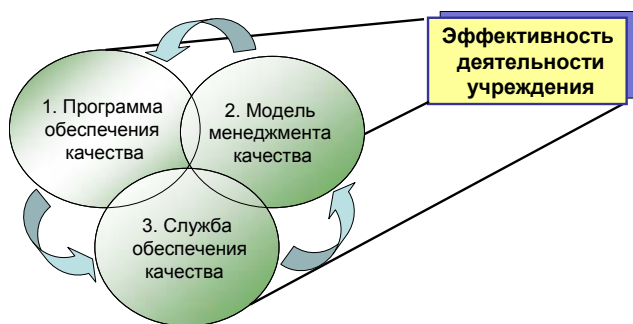 Эффективность
деятельности
учреждения
1. Программа
обеспечения
качества
2. Модель
менеджмента
качества
3. Служба
обеспечения
качества